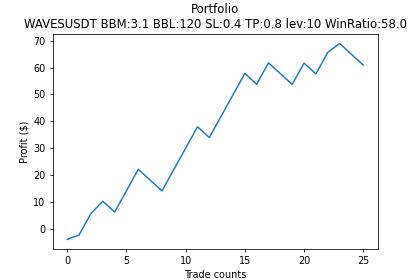 Portfolio
WAVESUSDT BBM:3.1 BBL:120 SL:0.4 TP:0.8 lev:10 WinRatio:58.0
70
60
50
40
30
20
10
0
Profit ($)
0 5 10 15 20 25
Trade counts